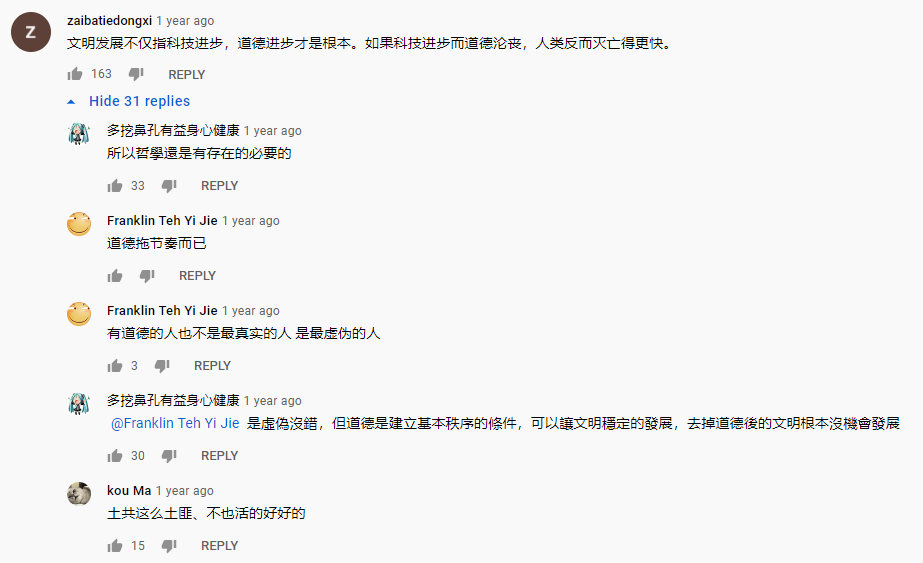 Z
zaibatiedongxi 1 year ago
文明发展不仅指科技进步，道德进步才是根本。如果科技进步而道德沦丧，人类反而灭亡得更快。
163 REPLY
Hide 31 replies
多挖鼻孔有益身心健康 1 year ago
所以哲學還是有存在的必要的
33 REPLY
Franklin Teh Yi Jie 1 year ago
道德拖节奏而已
REPLY
Franklin Teh Yi Jie 1 year ago
有道德的人也不是最真实的人 是最虚伪的人
3 REPLY
多挖鼻孔有益身心健康 1 year ago
@Franklin Teh Yi Jie 是虛偽沒錯，但道德是建立基本秩序的條件，可以讓文明穩定的發展，去掉道德後的文明根本沒機會發展
30 REPLY
kou Ma 1 year ago
土共这么土匪、不也活的好好的
15 REPLY